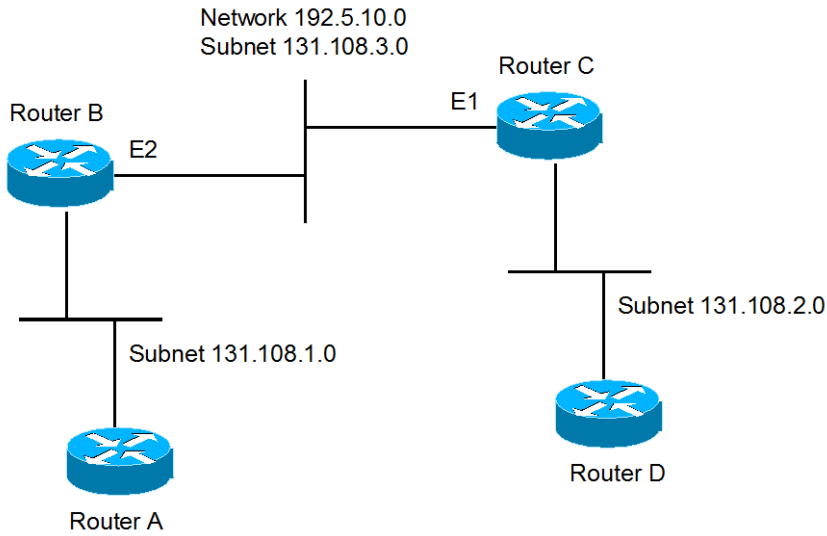 Network 192.5.10.0
Subnet 131.108.3.0
Router C
E1
Router B
E2
Subnet 131.108.2.0
Subnet 131.108.1.0
Router D
Router A